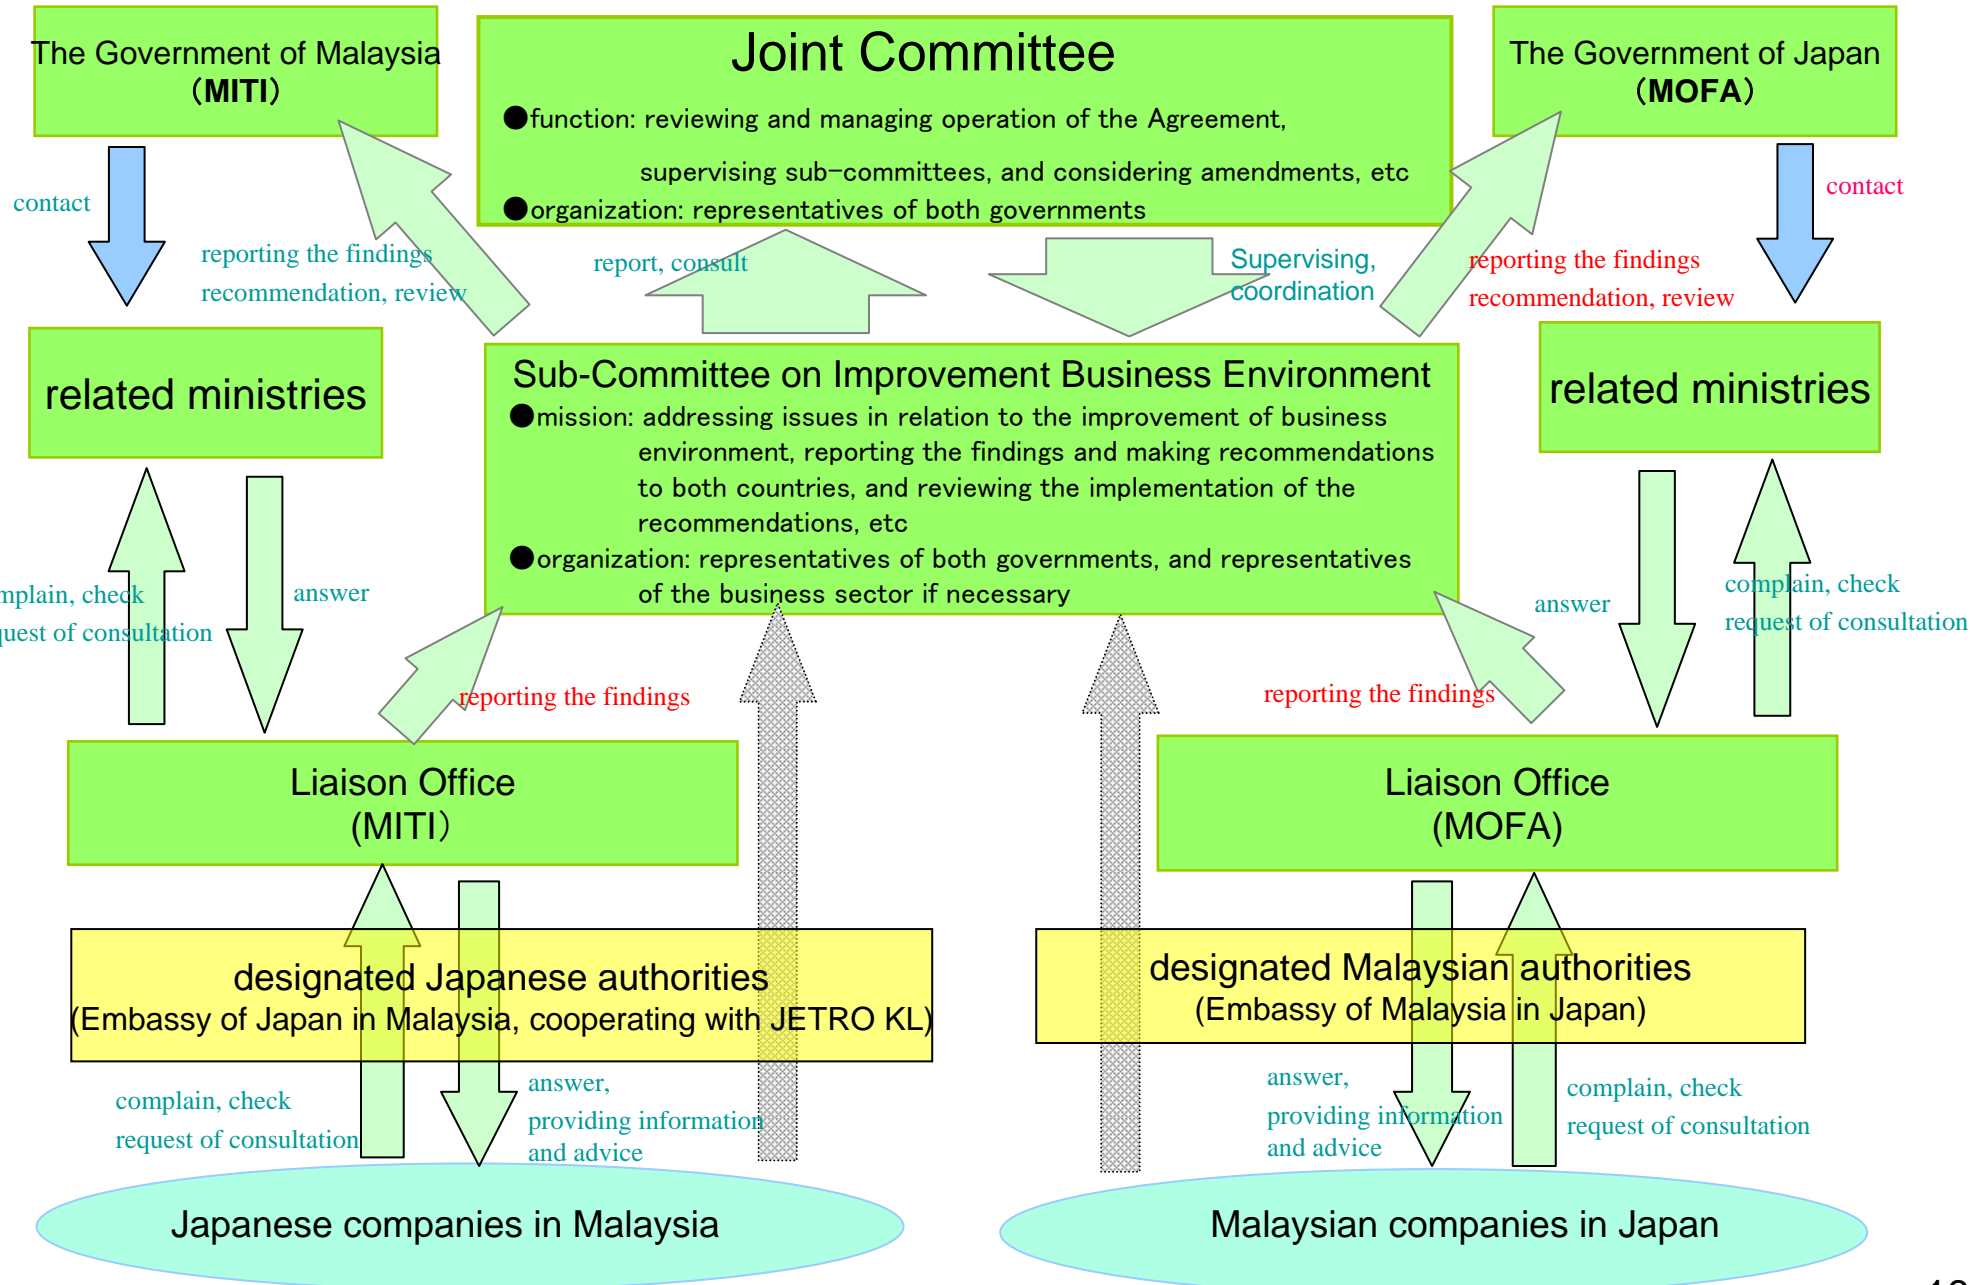 The Government of Malaysia
（MITI）
Joint Committee
●function: reviewing and managing operation of the Agreement,
supervising sub-committees, and considering amendments, etc
●organization: representatives of both governments
The Government of Japan
（MOFA）
contact
contact
reporting the findings
recommendation, review
report, consult
Supervising,
coordination
reporting the findings
recommendation, review
related ministries
Sub-Committee on Improvement Business Environment
●mission: addressing issues in relation to the improvement of business
environment, reporting the findings and making recommendations
to both countries, and reviewing the implementation of the
recommendations, etc
●organization: representatives of both governments, and representatives
of the business sector if necessary
related ministries
mplain, check
quest of consultation
answer
answer
complain, check
request of consultation
reporting the findings
reporting the findings
Liaison Office
(MITI）
Liaison Office
(MOFA)
designated Japanese authorities
(Embassy of Japan in Malaysia, cooperating with JETRO KL)
designated Malaysian authorities
(Embassy of Malaysia in Japan)
complain, check
request of consultation
answer,
providing information
and advice
answer,
providing information
and advice
complain, check
request of consultation
Japanese companies in Malaysia
Malaysian companies in Japan